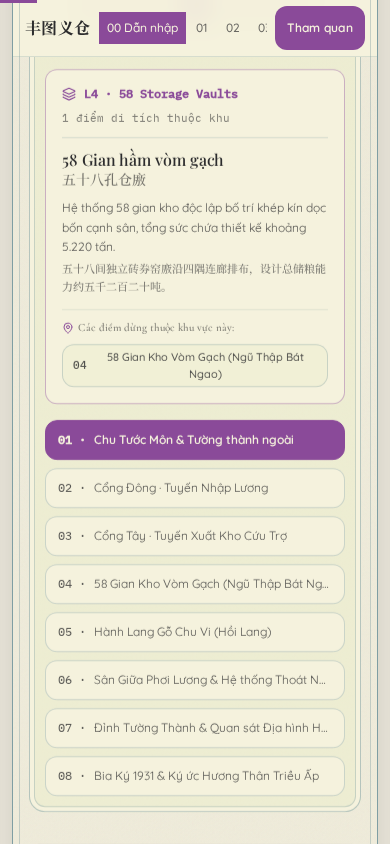 丰图义仓 00 Dẫn nhập 01 02 Tham quan
L4 · 58 Storage Vaults
1 điểm di tích thuộc khu
58 Gian hầm vòm gạch
五十八孔仓廒
Hệ thống 58 gian kho độc lập bố trí khép kín dọc
bốn cạnh sân, tổng sức chứa thiết kế khoảng
5.220 tấn.
五十八间独立砖券窑廒沿四隅连廊排布，设计总储粮能
力约五千二百二十吨。
Các điểm dừng thuộc khu vực này:
04 58 Gian Kho Vòm Gạch (Ngũ Thập Bát
Ngao)
01 · Chu Tước Môn & Tường thành ngoài
02 · Cổng Đông · Tuyến Nhập Lương
03 · Cổng Tây · Tuyến Xuất Kho Cứu Trợ
04 · 58 Gian Kho Vòm Gạch (Ngũ Thập Bát Ng...
05 · Hành Lang Gỗ Chu Vi (Hồi Lang)
06 · Sân Giữa Phơi Lương & Hệ thống Thoát N...
07 · Đỉnh Tường Thành & Quan sát Địa hình H...
08 · Bia Ký 1931 & Ký ức Hương Thân Triều Ấp